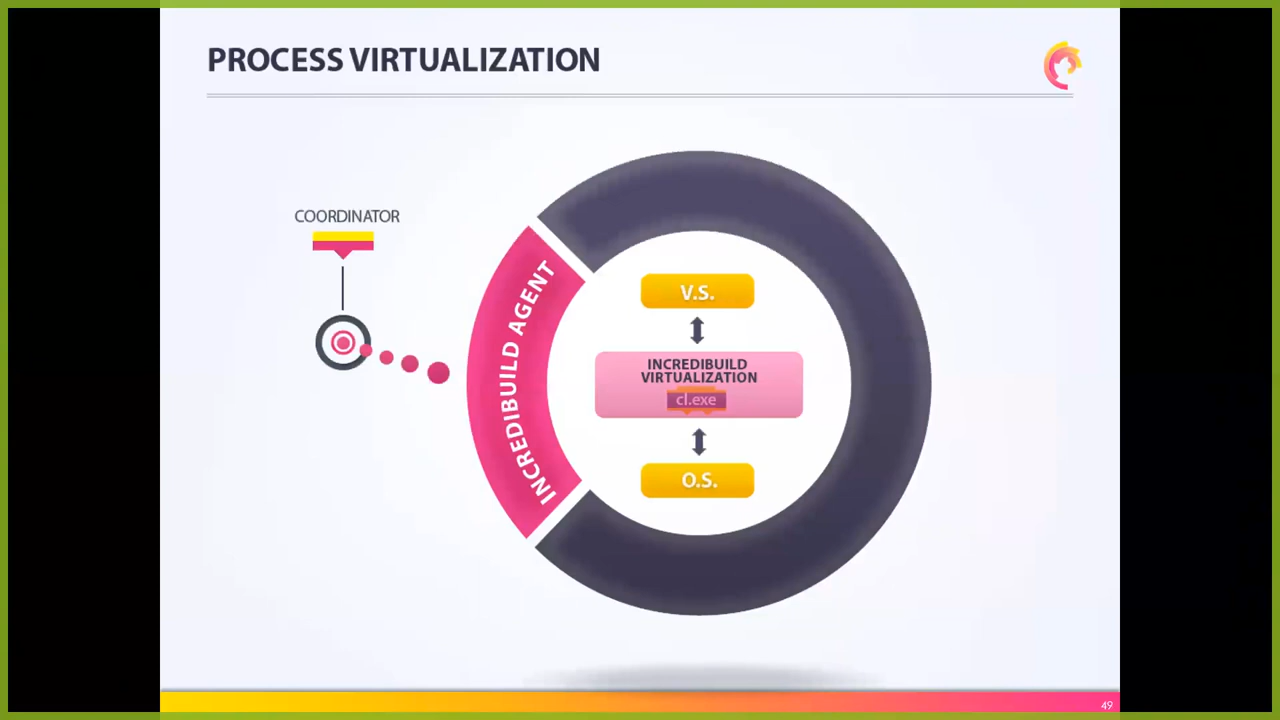 PROCESS VIRTUALIZATION
COORDINATOR
INCREDIBUILD AGENT
V.S.
INCREDIBUILD
VIRTUALIZATION
cl.exe
O.S.
49